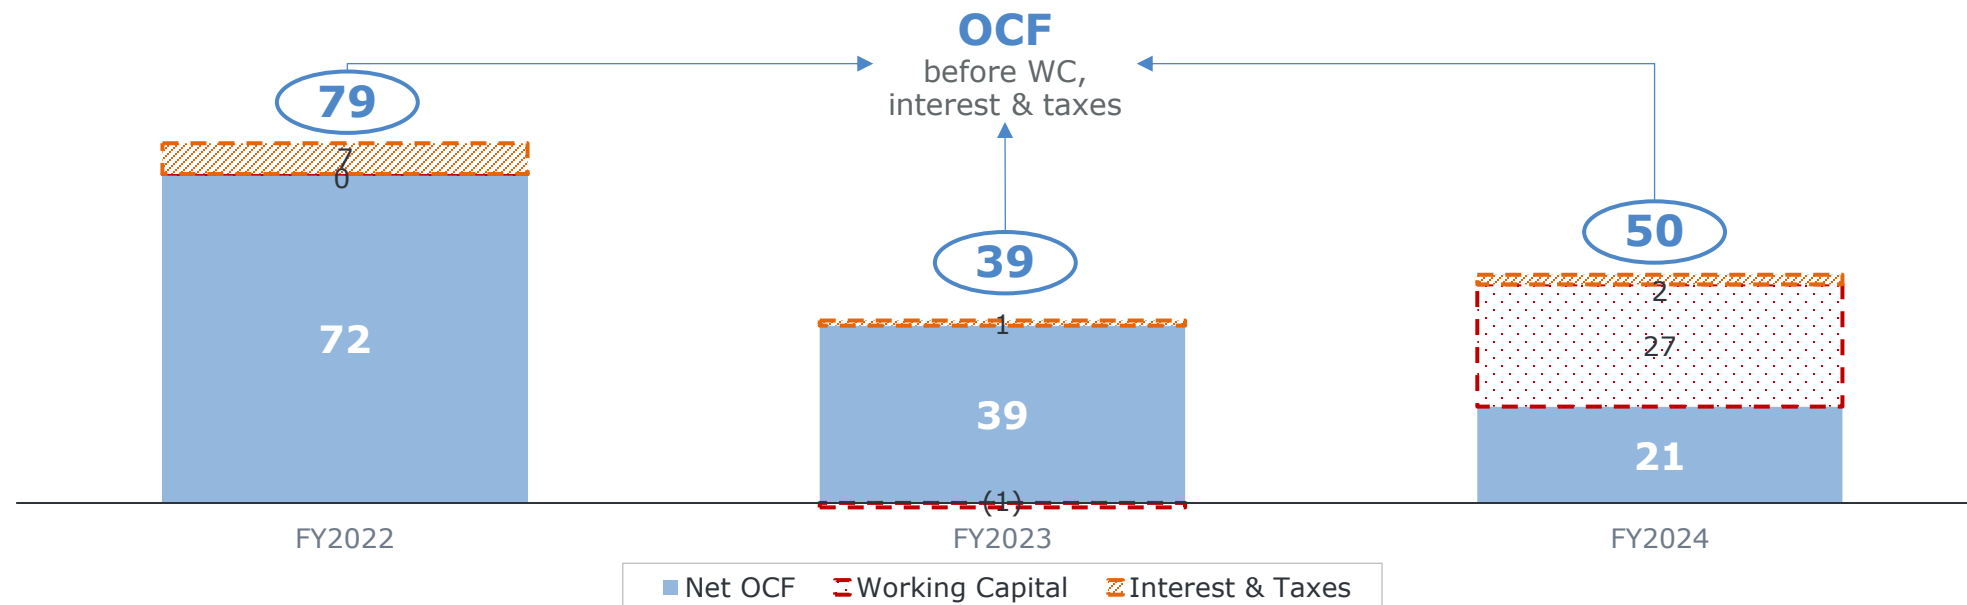 OCF
before WC,
interest & taxes
79
39
50
7
0
72
1
39
(1)
2
27
21
FY2022 FY2023 FY2024
Net OCF Working Capital Interest & Taxes